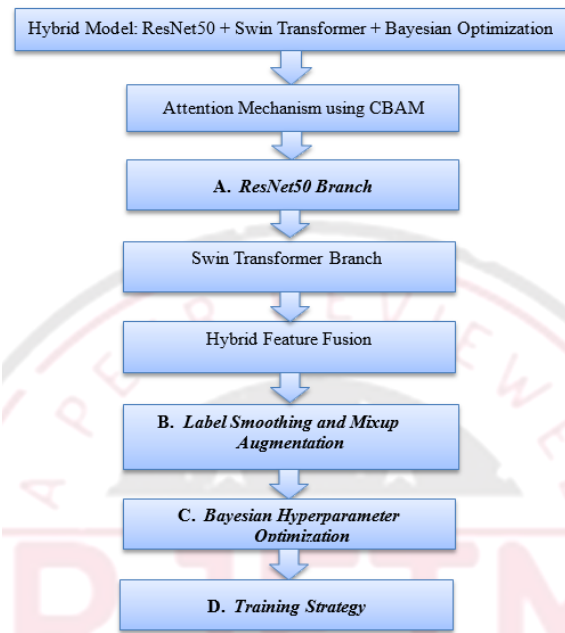 Hybrid Model: ResNet50 + Swin Transformer + Bayesian Optimization
Attention Mechanism using CBAM
A. ResNet50 Branch
Swin Transformer Branch
Hybrid Feature Fusion
B. Label Smoothing and Mixup
Augmentation
C. Bayesian Hyperparameter
Optimization
D. Training Strategy